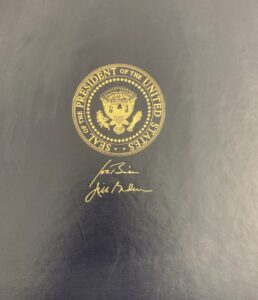 SEAL OF THE PRESIDENT OF THE UNITED STATES
Joe Biden
Jill Biden